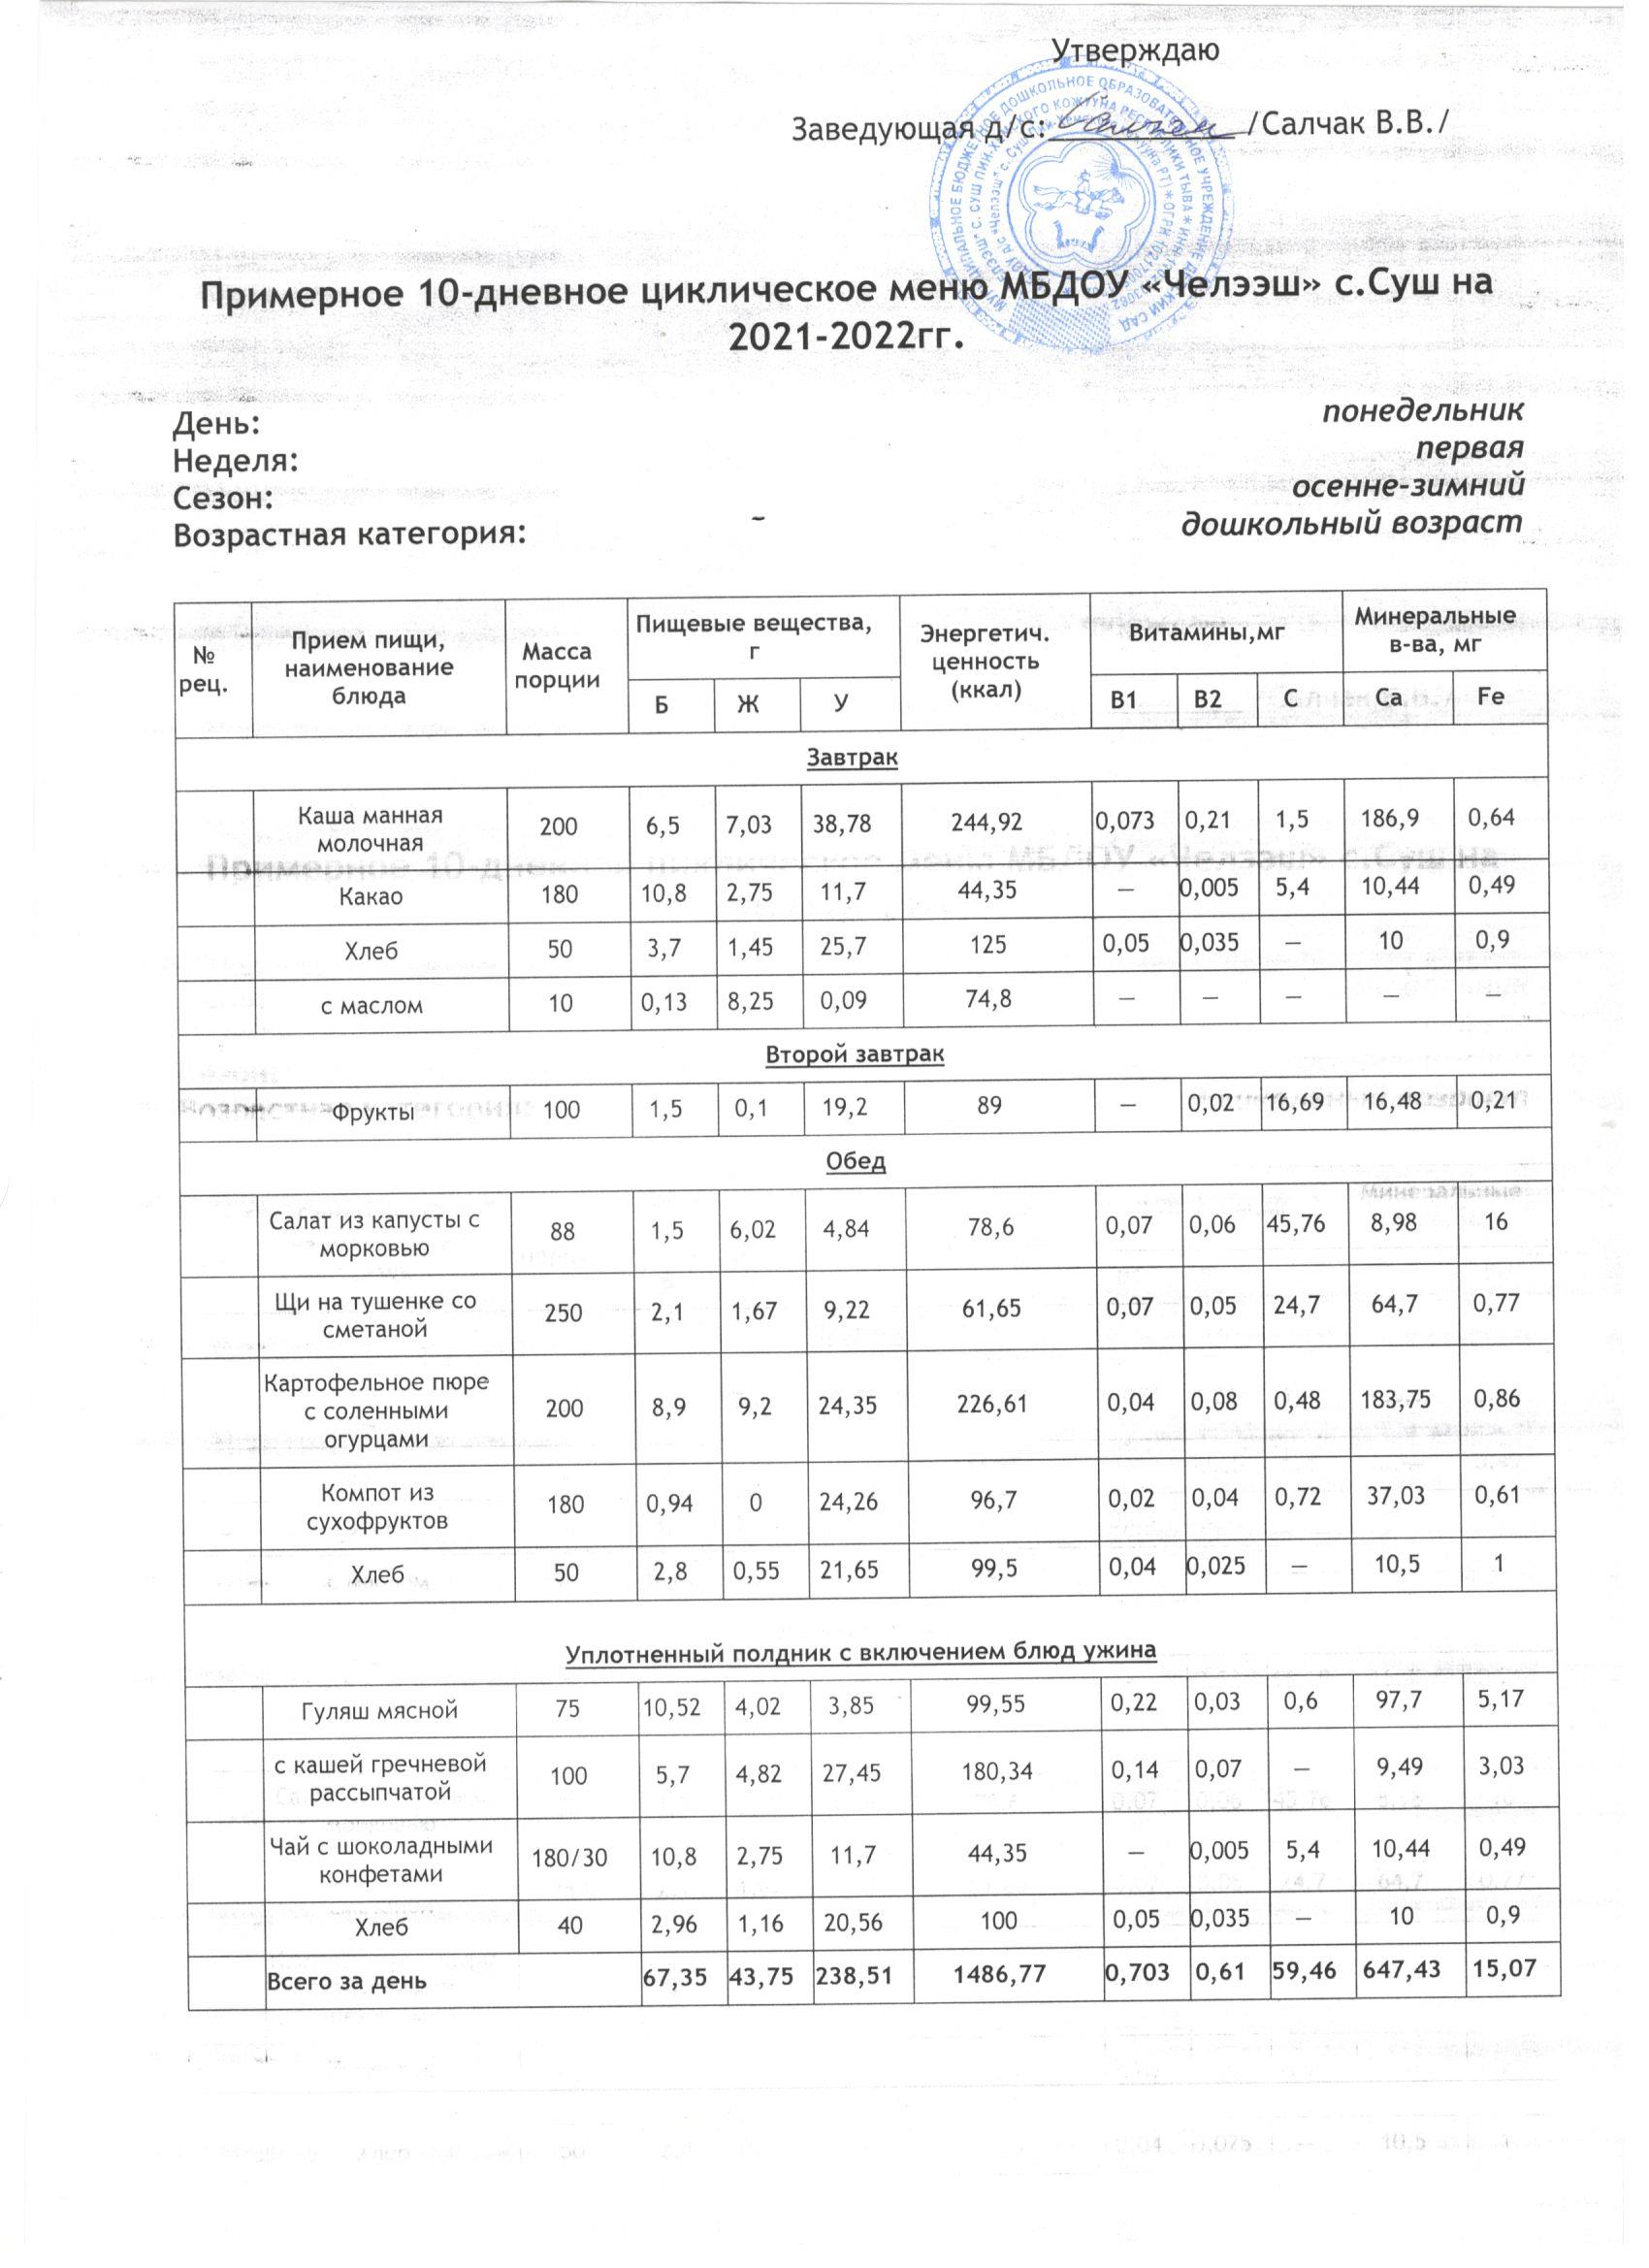 Утверждаю
Заведующая д/с: /Салчак В.В./
Примерное 10-дневное циклическое меню МБДОУ «Челээш» с.Суш на
2021-2022гг.
День: понедельник
Неделя: первая
Сезон: осенне-зимний
Возрастная категория: - дошкольный возраст
№ рец. Прием пищи, наименование блюда Масса порции Пищевые вещества, г Энергетич. ценность (ккал) Витамины,мг Минеральные в-ва, мг
Б Ж У В1 В2 С Са Fe
Завтрак
Каша манная молочная 200 6,5 7,03 38,78 244,92 0,073 0,21 1,5 186,9 0,64
Какао 180 10,8 2,75 11,7 44,35 — 0,005 5,4 10,44 0,49
Хлеб 50 3,7 1,45 25,7 125 0,05 0,035 — 10 0,9
с маслом 10 0,13 8,25 0,09 74,8 — — — — —
Второй завтрак
Фрукты 100 1,5 0,1 19,2 89 — 0,02 16,69 16,48 0,21
Обед
Салат из капусты с морковью 88 1,5 6,02 4,84 78,6 0,07 0,06 45,76 8,98 16
Щи на тушенке со сметаной 250 2,1 1,67 9,22 61,65 0,07 0,05 24,7 64,7 0,77
Картофельное пюре с соленными огурцами 200 8,9 9,2 24,35 226,61 0,04 0,08 0,48 183,75 0,86
Компот из сухофруктов 180 0,94 0 24,26 96,7 0,02 0,04 0,72 37,03 0,61
Хлеб 50 2,8 0,55 21,65 99,5 0,04 0,025 — 10,5 1
Уплотненный полдник с включением блюд ужина
Гуляш мясной 75 10,52 4,02 3,85 99,55 0,22 0,03 0,6 97,7 5,17
с кашей гречневой рассыпчатой 100 5,7 4,82 27,45 180,34 0,14 0,07 — 9,49 3,03
Чай с шоколадными конфетами 180/30 10,8 2,75 11,7 44,35 — 0,005 5,4 10,44 0,49
Хлеб 40 2,96 1,16 20,56 100 0,05 0,035 — 10 0,9
Всего за день 67,35 43,75 238,51 1486,77 0,703 0,61 59,46 647,43 15,07